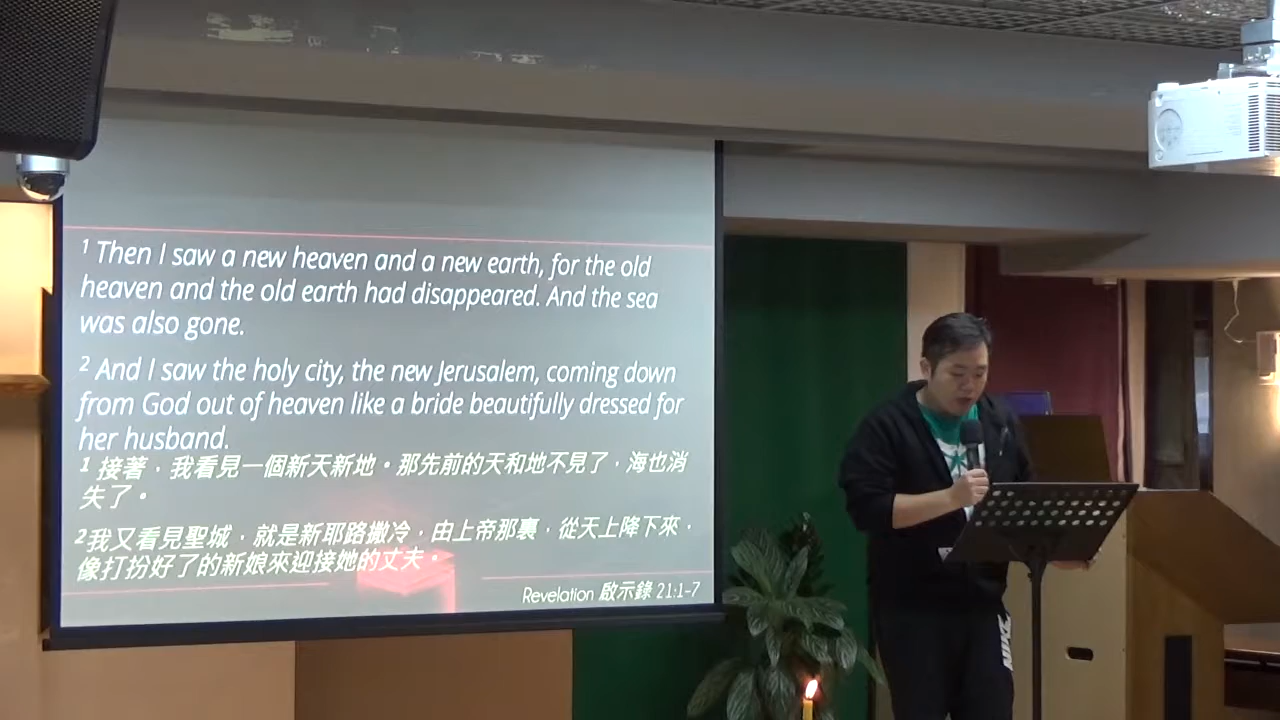 1 Then I saw a new heaven and a new earth, for the old
heaven and the old earth had disappeared. And the sea
was also gone.
2 And I saw the holy city, the new Jerusalem, coming down
from God out of heaven like a bride beautifully dressed for
her husband.
1 接著，我看見一個新天新地。那先前的天和地不見了，海也消
失了。
2 我又看見聖城，就是新耶路撒冷，由上帝那裏，從天上降下來，
像打扮好了的新娘來迎接她的丈夫。
Revelation 啟示錄 21:1-7
NIKE